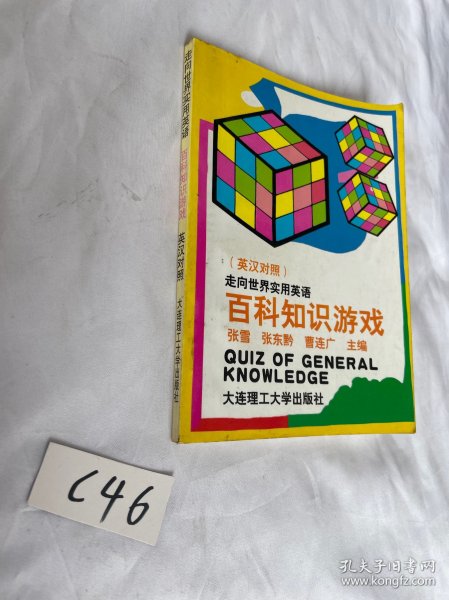 走向世界实用英语 百科知识游戏 英汉对照 大连理工大学出版社
（英汉对照）
走向世界实用英语
百科知识游戏
张雪 张东黔 曹连广 主编
QUIZ OF GENERAL
KNOWLEDGE
大连理工大学出版社
C46
孔夫子旧书网
www.kongfz.com